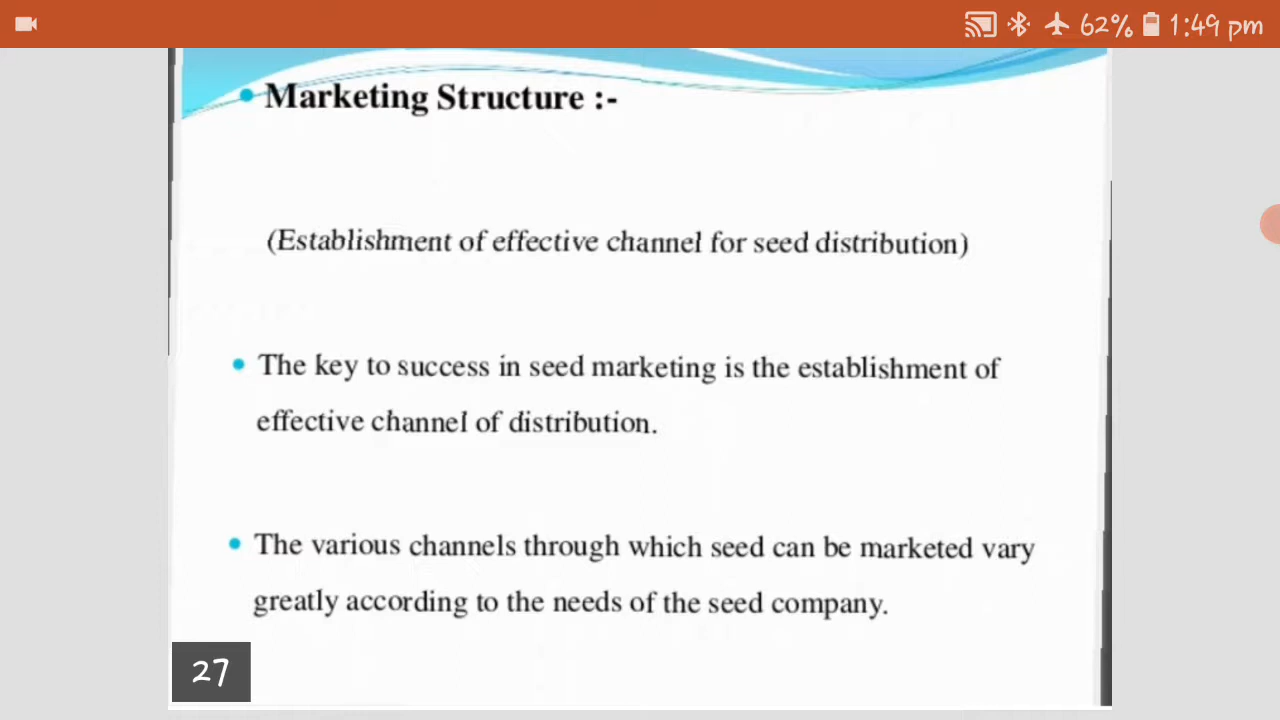 62% 1:49 pm
Marketing Structure :-
(Establishment of effective channel for seed distribution)
The key to success in seed marketing is the establishment of
effective channel of distribution.
The various channels through which seed can be marketed vary
greatly according to the needs of the seed company.
27